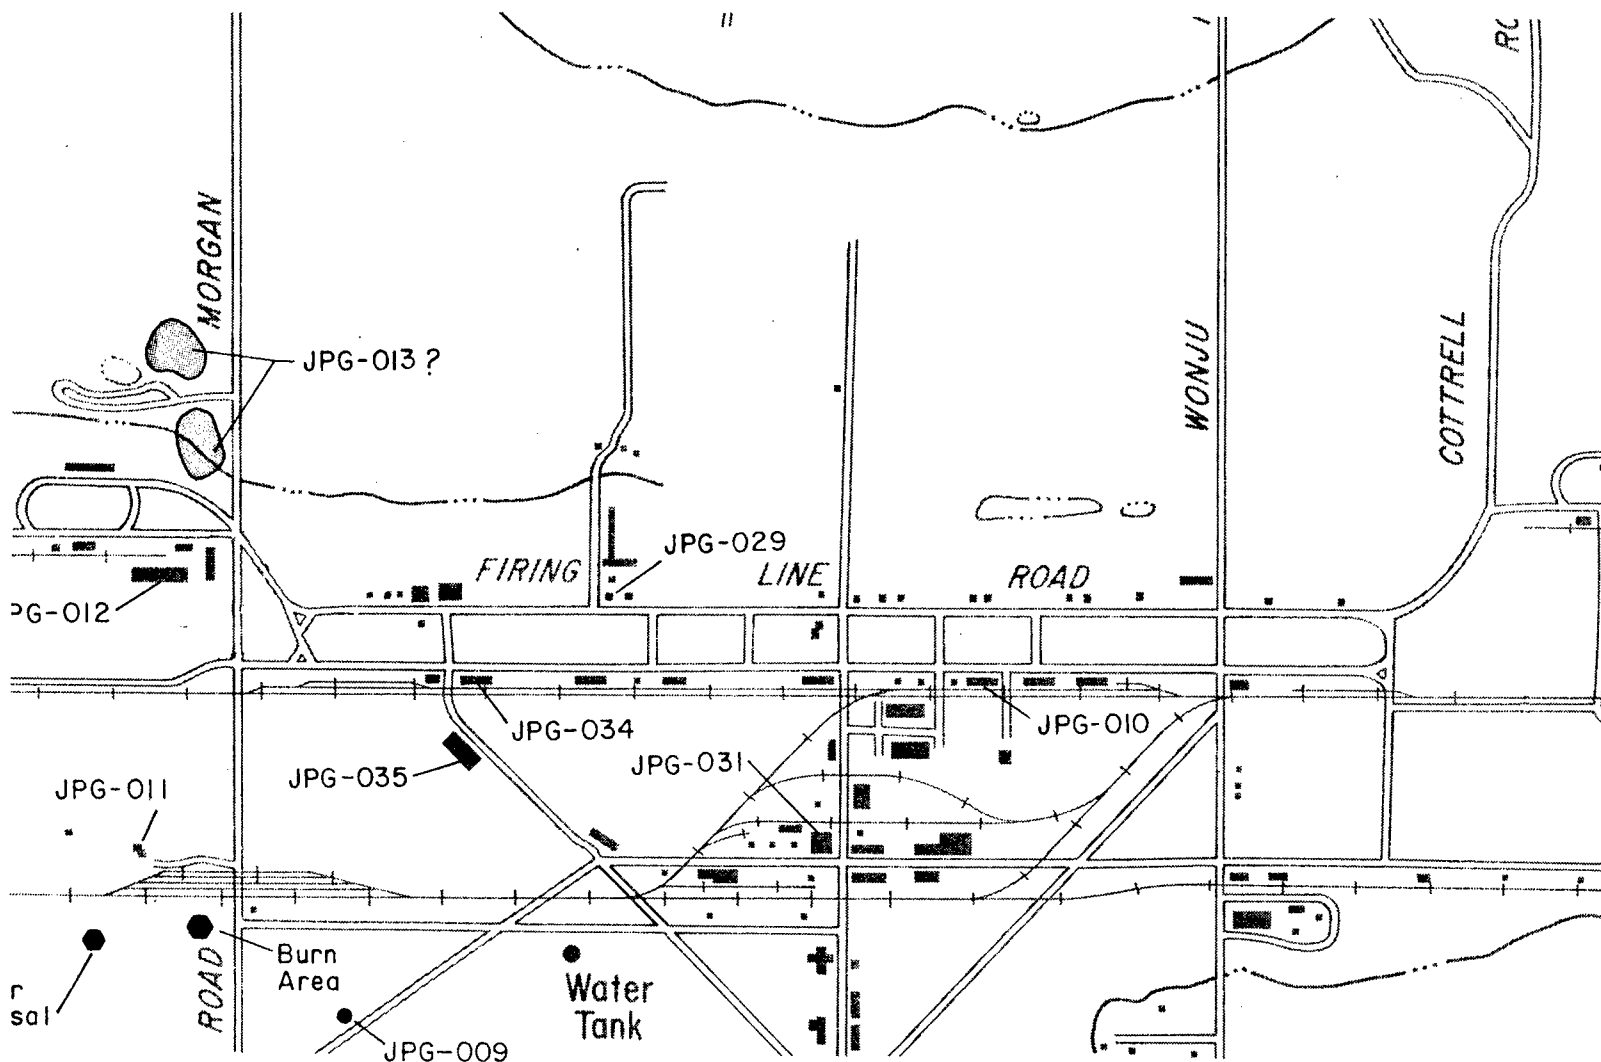 MORGAN
JPG-013 ?
WONJU
COTTRELL
FIRING LINE ROAD
JPG-029
PG-012
JPG-034
JPG-010
JPG-035
JPG-031
JPG-011
Burn
Area
ROAD
Water
Tank
r
sal
JPG-009